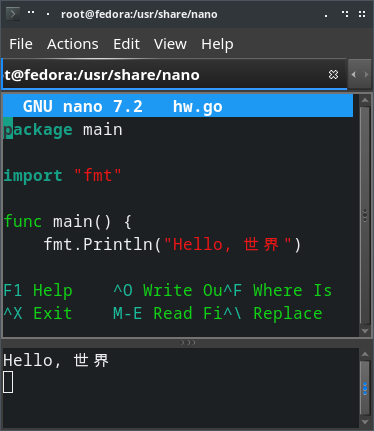 root@fedora:/usr/share/nano
File Actions Edit View Help
t@fedora:/usr/share/nano
GNU nano 7.2 hw.go
package main
import "fmt"
func main() {
fmt.Println("Hello, 世界")
F1 Help ^O Write Ou^F Where Is
^X Exit M-E Read Fi^\ Replace
Hello, 世界